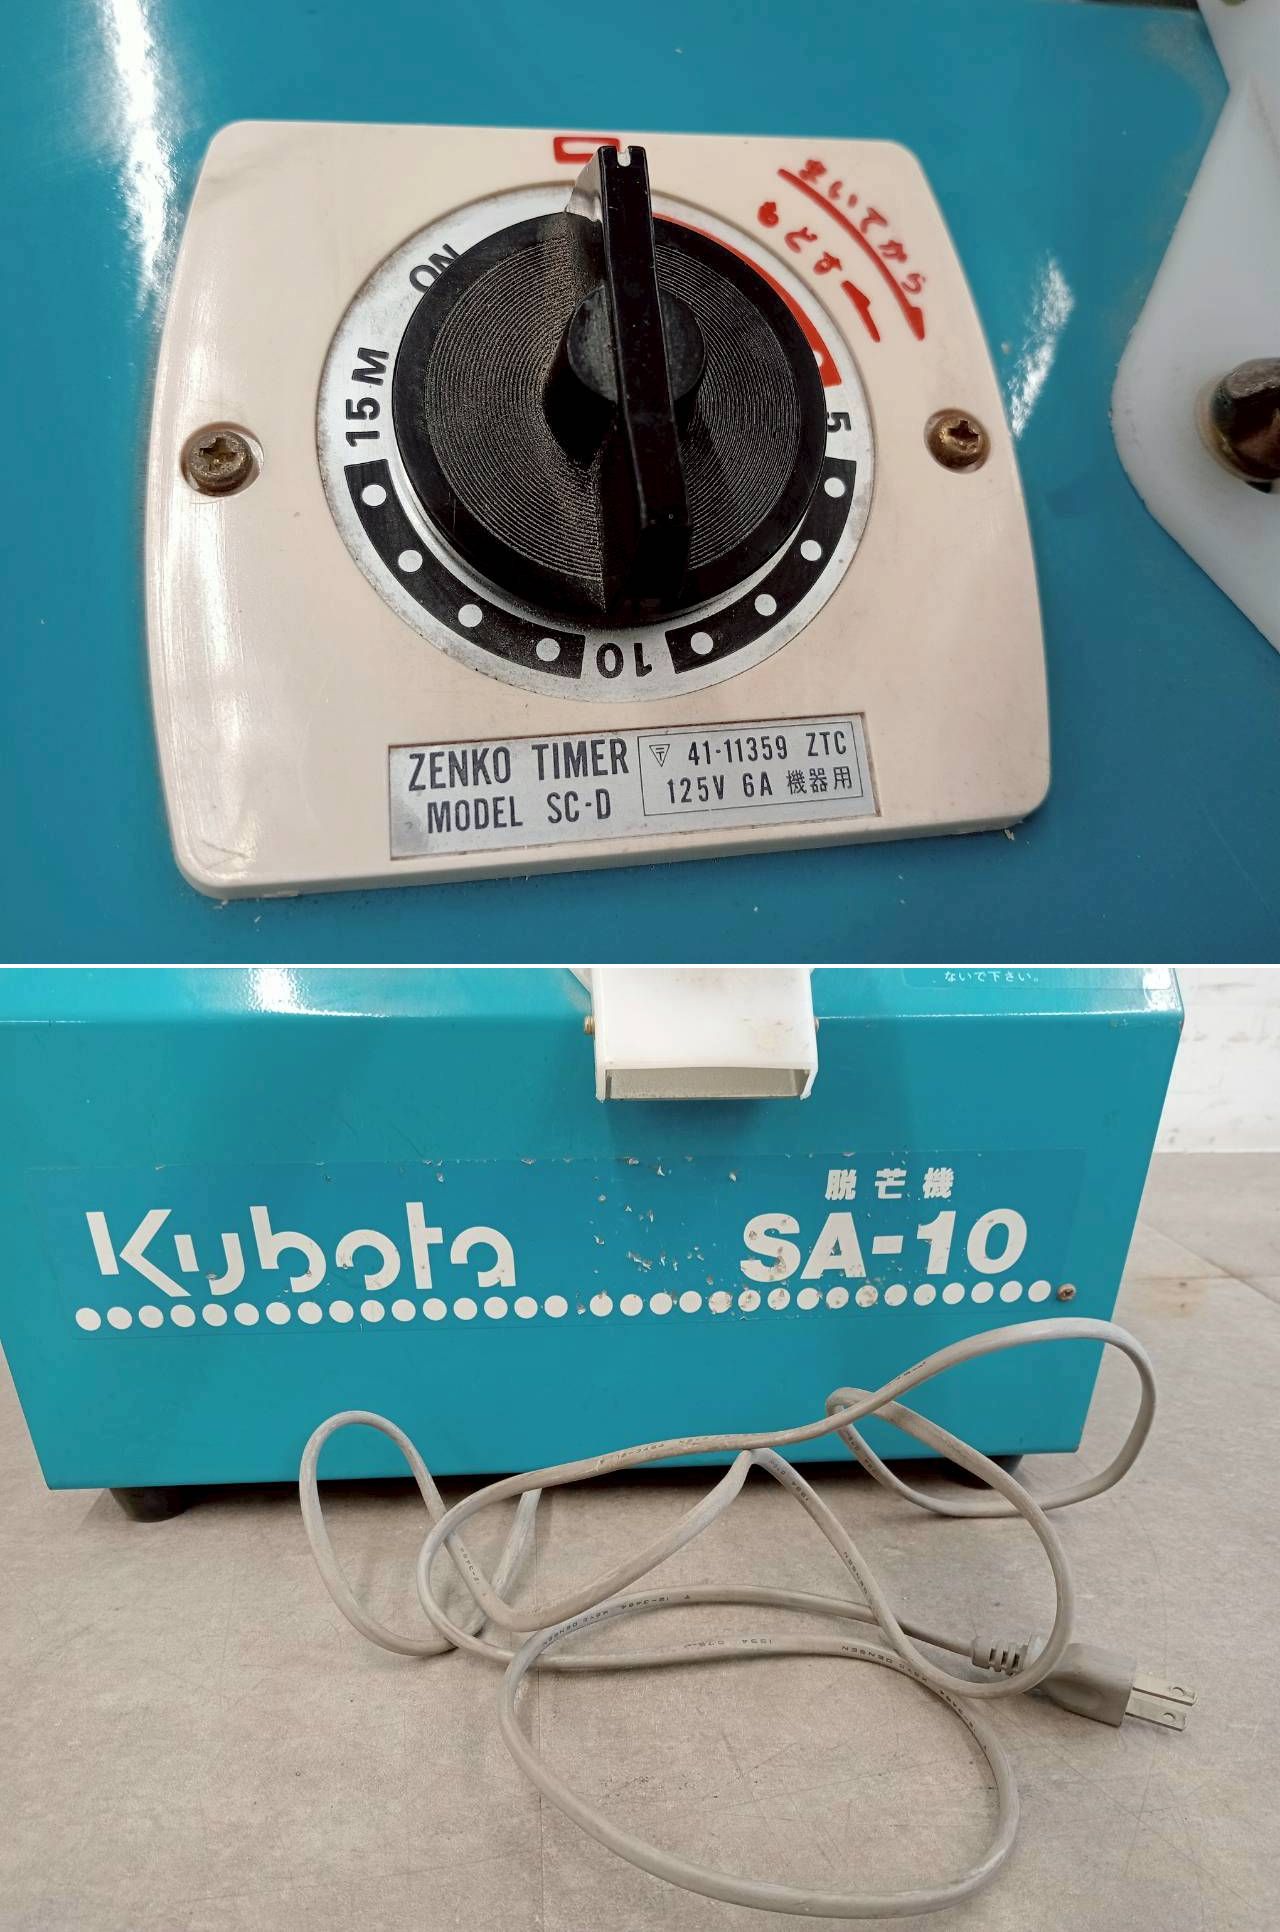 まいてから
もどす
ON
15 M
5
10
ZENKO TIMER
MODEL SC-D
41-11359 ZTC
125V 6A 機器用
ないで下さい。
Kubota
脱芒機
SA-10